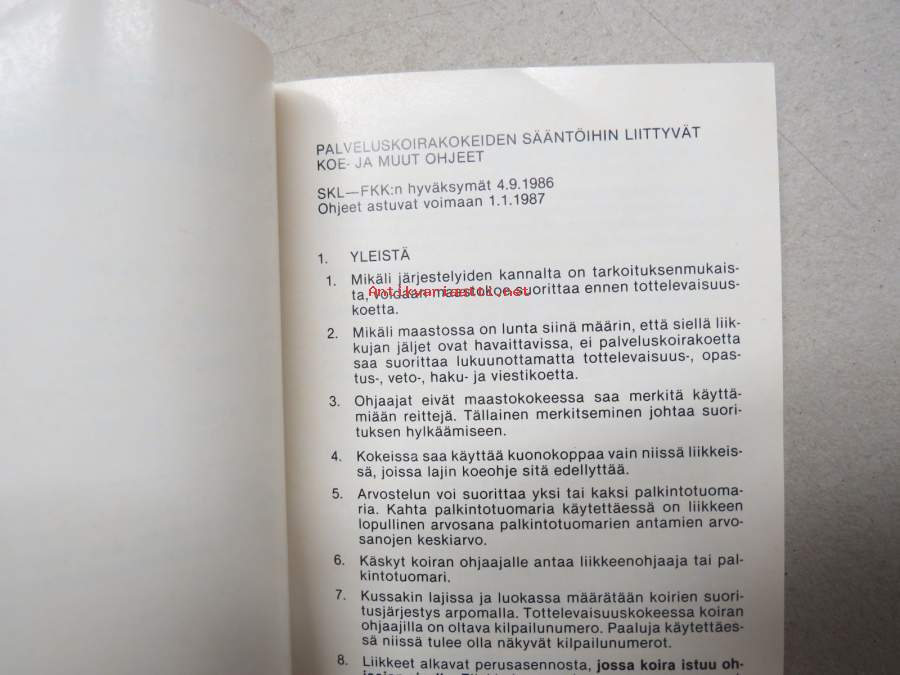 PALVELUSKOIRAKOKEIDEN SÄÄNTÖIHIN LIITTYVÄT
KOE- JA MUUT OHJEET
SKL—FKK:n hyväksymät 4.9.1986
Ohjeet astuvat voimaan 1.1.1987
1. YLEISTÄ
1. Mikäli järjestelyiden kannalta on tarkoituksenmukais-
ta, voidaan maastokoe suorittaa ennen tottelevaisuus-
Antikvariaatti.net
koetta.
2. Mikäli maastossa on lunta siinä määrin, että siellä liik-
kujan jäljet ovat havaittavissa, ei palveluskoirakoetta
saa suorittaa lukuunottamatta tottelevaisuus-, opas-
tus-, veto-, haku- ja viestikoetta.
3. Ohjaajat eivät maastokokeessa saa merkitä käyttä-
miään reittejä. Tällainen merkitseminen johtaa suori-
tuksen hylkäämiseen.
4. Kokeissa saa käyttää kuonokoppaa vain niissä liikkeis-
sä, joissa lajin koeohje sitä edellyttää.
5. Arvostelun voi suorittaa yksi tai kaksi palkintotuoma-
ria. Kahta palkintotuomaria käytettäessä on liikkeen
lopullinen arvosana palkintotuomarien antamien arvo-
sanojen keskiarvo.
6. Käskyt koiran ohjaajalle antaa liikkeenohjaaja tai pal-
kintotuomari.
7. Kussakin lajissa ja luokassa määrätään koirien suori-
tusjärjestys arpomalla. Tottelevaisuuskokeessa koiran
ohjaajilla on oltava kilpailunumero. Paaluja käytettäes-
sä niissä tulee olla näkyvät kilpailunumerot.
8. Liikkeet alkavat perusasennosta, jossa koira istuu oh-